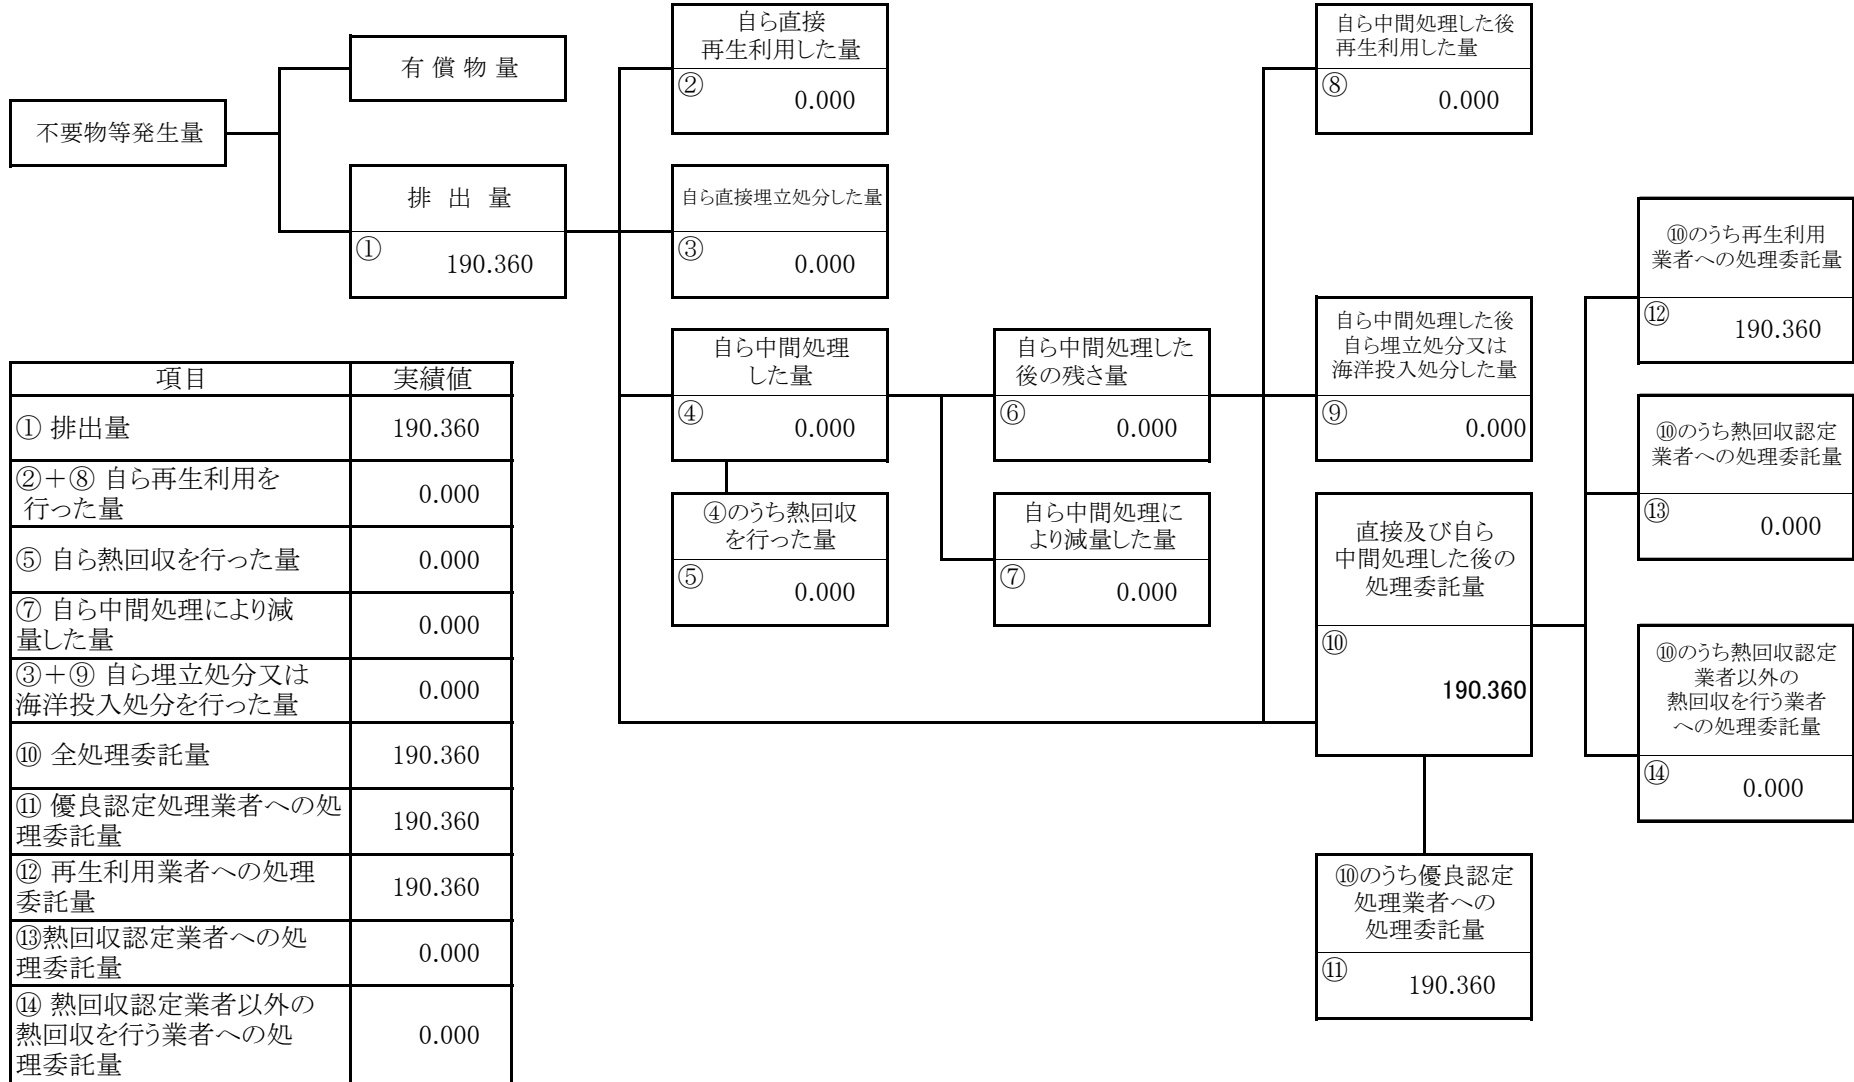 不要物等発生量
有 償 物 量
排 出 量
①
190.360
自ら直接
再生利用した量
②
0.000
自ら直接埋立処分した量
③
0.000
自ら中間処理
した量
④
0.000
④のうち熱回収
を行った量
⑤
0.000
自ら中間処理した
後の残さ量
⑥
0.000
自ら中間処理に
より減量した量
⑦
0.000
自ら中間処理した後
再生利用した量
⑧
0.000
自ら中間処理した後
自ら埋立処分又は
海洋投入処分した量
⑨
0.000
直接及び自ら
中間処理した後の
処理委託量
⑩
190.360
⑩のうち優良認定
処理業者への
処理委託量
⑪
190.360
⑩のうち再生利用
業者への処理委託量
⑫
190.360
⑩のうち熱回収認定
業者への処理委託量
⑬
0.000
⑩のうち熱回収認定
業者以外の
熱回収を行う業者
への処理委託量
⑭
0.000
項目 実績値
① 排出量 190.360
②＋⑧ 自ら再生利用を
行った量
0.000
⑤ 自ら熱回収を行った量 0.000
⑦ 自ら中間処理により減
量した量
0.000
③＋⑨ 自ら埋立処分又は
海洋投入処分を行った量
0.000
⑩ 全処理委託量 190.360
⑪ 優良認定処理業者への処
理委託量
190.360
⑫ 再生利用業者への処理
委託量
190.360
⑬熱回収認定業者への処
理委託量
0.000
⑭ 熱回収認定業者以外の
熱回収を行う業者への処
理委託量
0.000